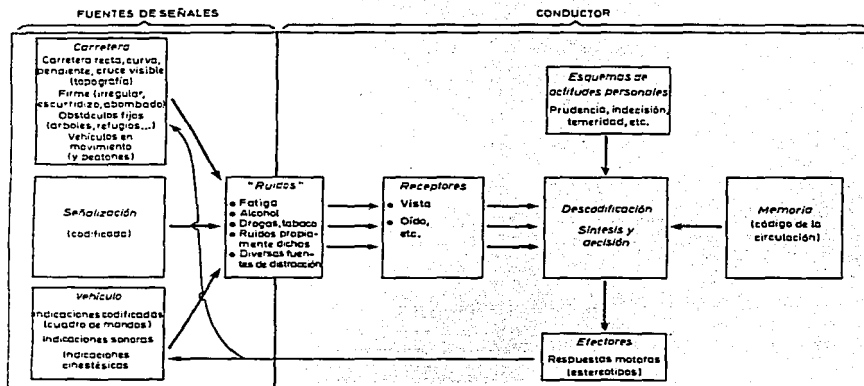 FUENTES DE SEÑALES
CONDUCTOR
Carretera
Carretera recta, curva,
pendiente, cruce visible
(topografía)
Firme (irregular,
escurridizo, abombado)
Obstáculos fijos
(árboles, refugios...)
Vehículos en
movimiento
(y peatones)
Señalización
(codificada)
Vehículo
Indicaciones codificadas
(cuadro de mandos)
Indicaciones sonoras
Indicaciones
cinestésicas
"Ruidos"
• Fatiga
• Alcohol
• Drogas, tabaco
• Ruidos propia-
mente dichos
• Diversas fuen-
tes de distracción
Receptores
• Vista
• Oído,
etc.
Esquemas de
actitudes personales
Prudencia, indecisión,
temeridad, etc.
Descodificación
Síntesis y
decisión
Memoria
(código de la
circulación)
Efectores
Respuestas motoras
(estereotipos)